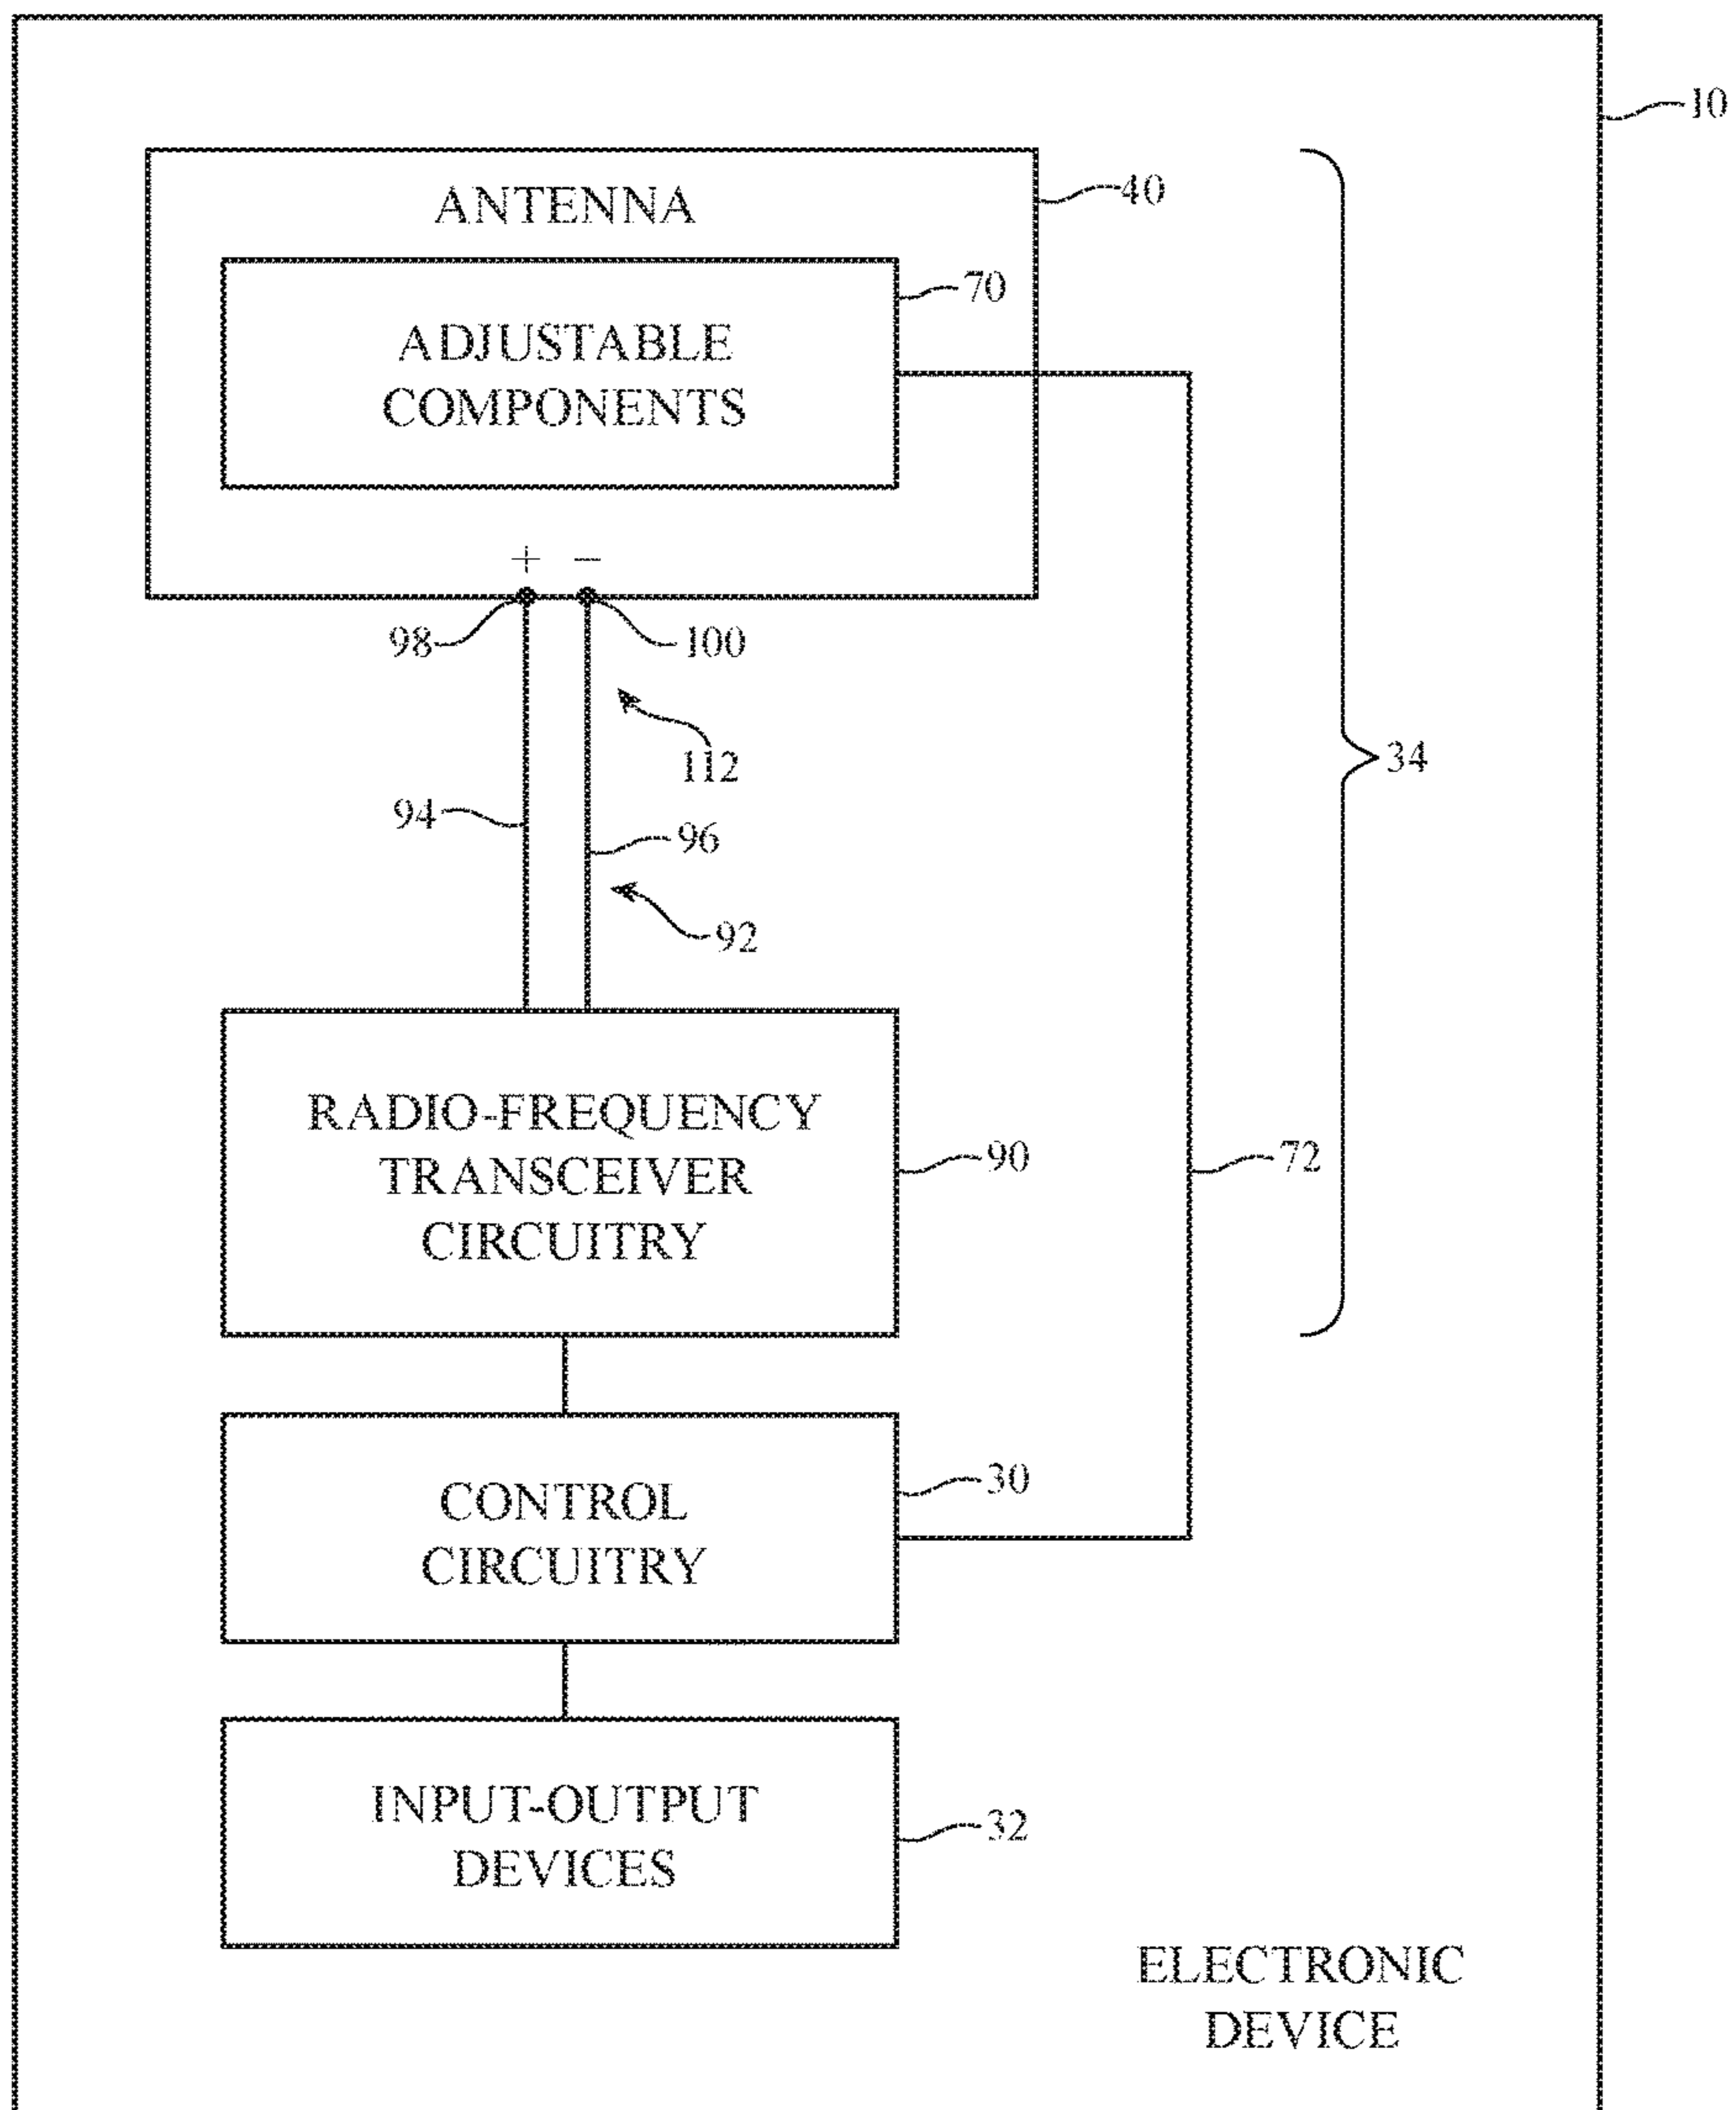 10
ANTENNA
40
70
ADJUSTABLE
COMPONENTS
+ −
98
100
112
34
94
96
92
RADIO-FREQUENCY
TRANSCEIVER
CIRCUITRY
90
72
CONTROL
CIRCUITRY
30
INPUT-OUTPUT
DEVICES
32
ELECTRONIC
DEVICE